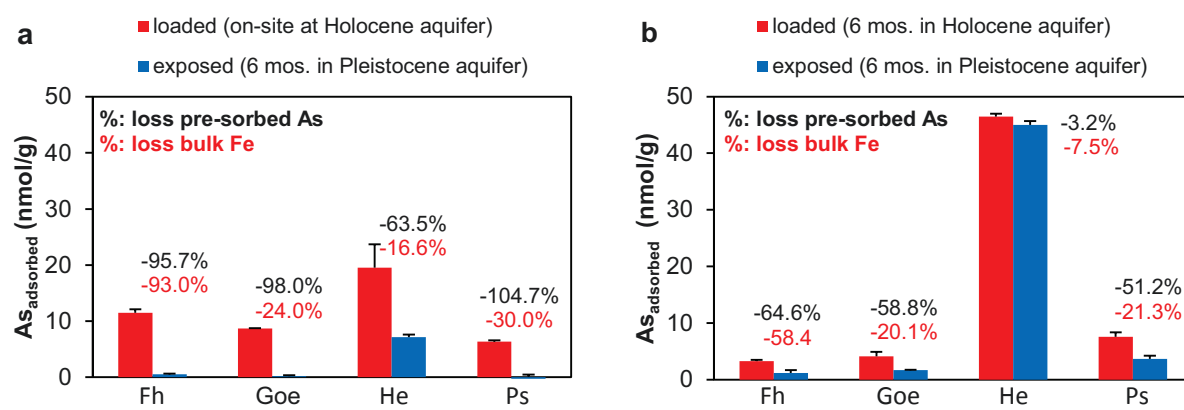 a
loaded (on-site at Holocene aquifer)
exposed (6 mos. in Pleistocene aquifer)
50
40
30
20
10
0
Asadsorbed (nmol/g)
%: loss pre-sorbed As
%: loss bulk Fe
-95.7%
-93.0%
-98.0%
-24.0%
-63.5%
-16.6%
-104.7%
-30.0%
Fh Goe He Ps
b
loaded (6 mos. in Holocene aquifer)
exposed (6 mos. in Pleistocene aquifer)
50
40
30
20
10
0
Asadsorbed (nmol/g)
%: loss pre-sorbed As
%: loss bulk Fe
-64.6%
-58.4
-58.8%
-20.1%
-3.2%
-7.5%
-51.2%
-21.3%
Fh Goe He Ps